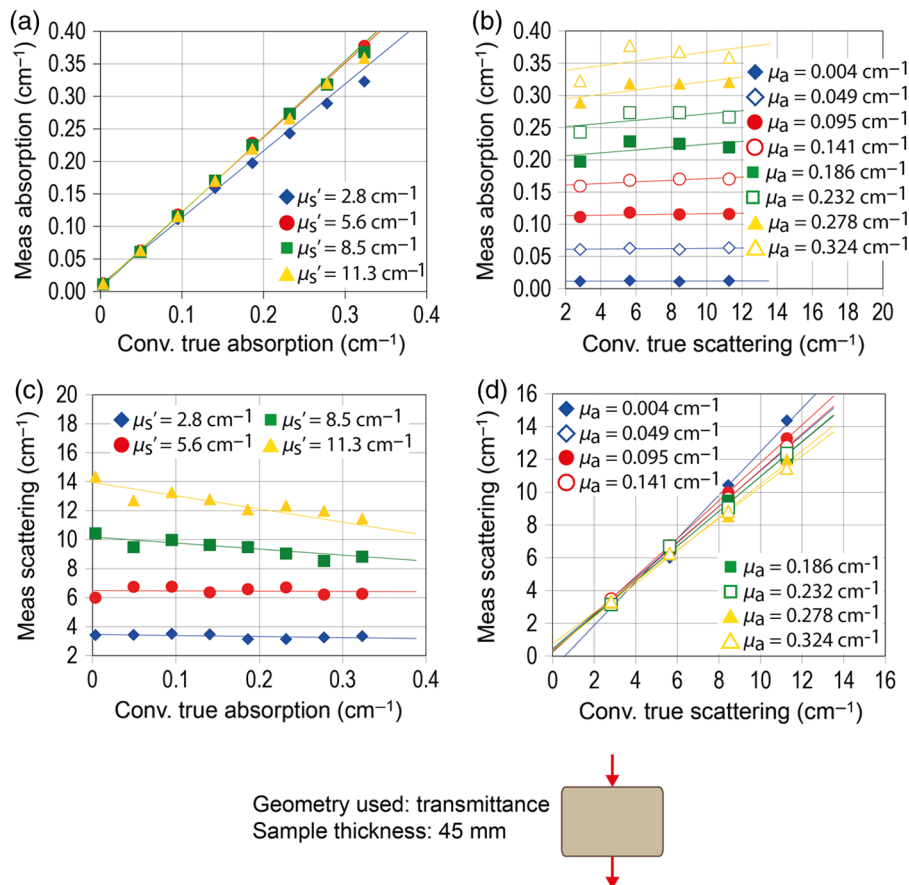 (a)
0.40
0.35
0.30
0.25
0.20
0.15
0.10
0.05
0.00
Meas absorption (cm⁻¹)
μs′ = 2.8 cm⁻¹
μs′ = 5.6 cm⁻¹
μs′ = 8.5 cm⁻¹
μs′ = 11.3 cm⁻¹
0 0.1 0.2 0.3 0.4
Conv. true absorption (cm⁻¹)
(b)
0.40
0.35
0.30
0.25
0.20
0.15
0.10
0.05
0.00
Meas absorption (cm⁻¹)
μa = 0.004 cm⁻¹
μa = 0.049 cm⁻¹
μa = 0.095 cm⁻¹
μa = 0.141 cm⁻¹
μa = 0.186 cm⁻¹
μa = 0.232 cm⁻¹
μa = 0.278 cm⁻¹
μa = 0.324 cm⁻¹
2 4 6 8 10 12 14 16 18 20
Conv. true scattering (cm⁻¹)
(c)
20
18
16
14
12
10
8
6
4
2
Meas scattering (cm⁻¹)
μs′ = 2.8 cm⁻¹ μs′ = 8.5 cm⁻¹
μs′ = 5.6 cm⁻¹ μs′ = 11.3 cm⁻¹
0 0.1 0.2 0.3 0.4
Conv. true absorption (cm⁻¹)
(d)
16
14
12
10
8
6
4
2
0
Meas scattering (cm⁻¹)
μa = 0.004 cm⁻¹
μa = 0.049 cm⁻¹
μa = 0.095 cm⁻¹
μa = 0.141 cm⁻¹
μa = 0.186 cm⁻¹
μa = 0.232 cm⁻¹
μa = 0.278 cm⁻¹
μa = 0.324 cm⁻¹
0 2 4 6 8 10 12 14 16
Conv. true scattering (cm⁻¹)
Geometry used: transmittance
Sample thickness: 45 mm